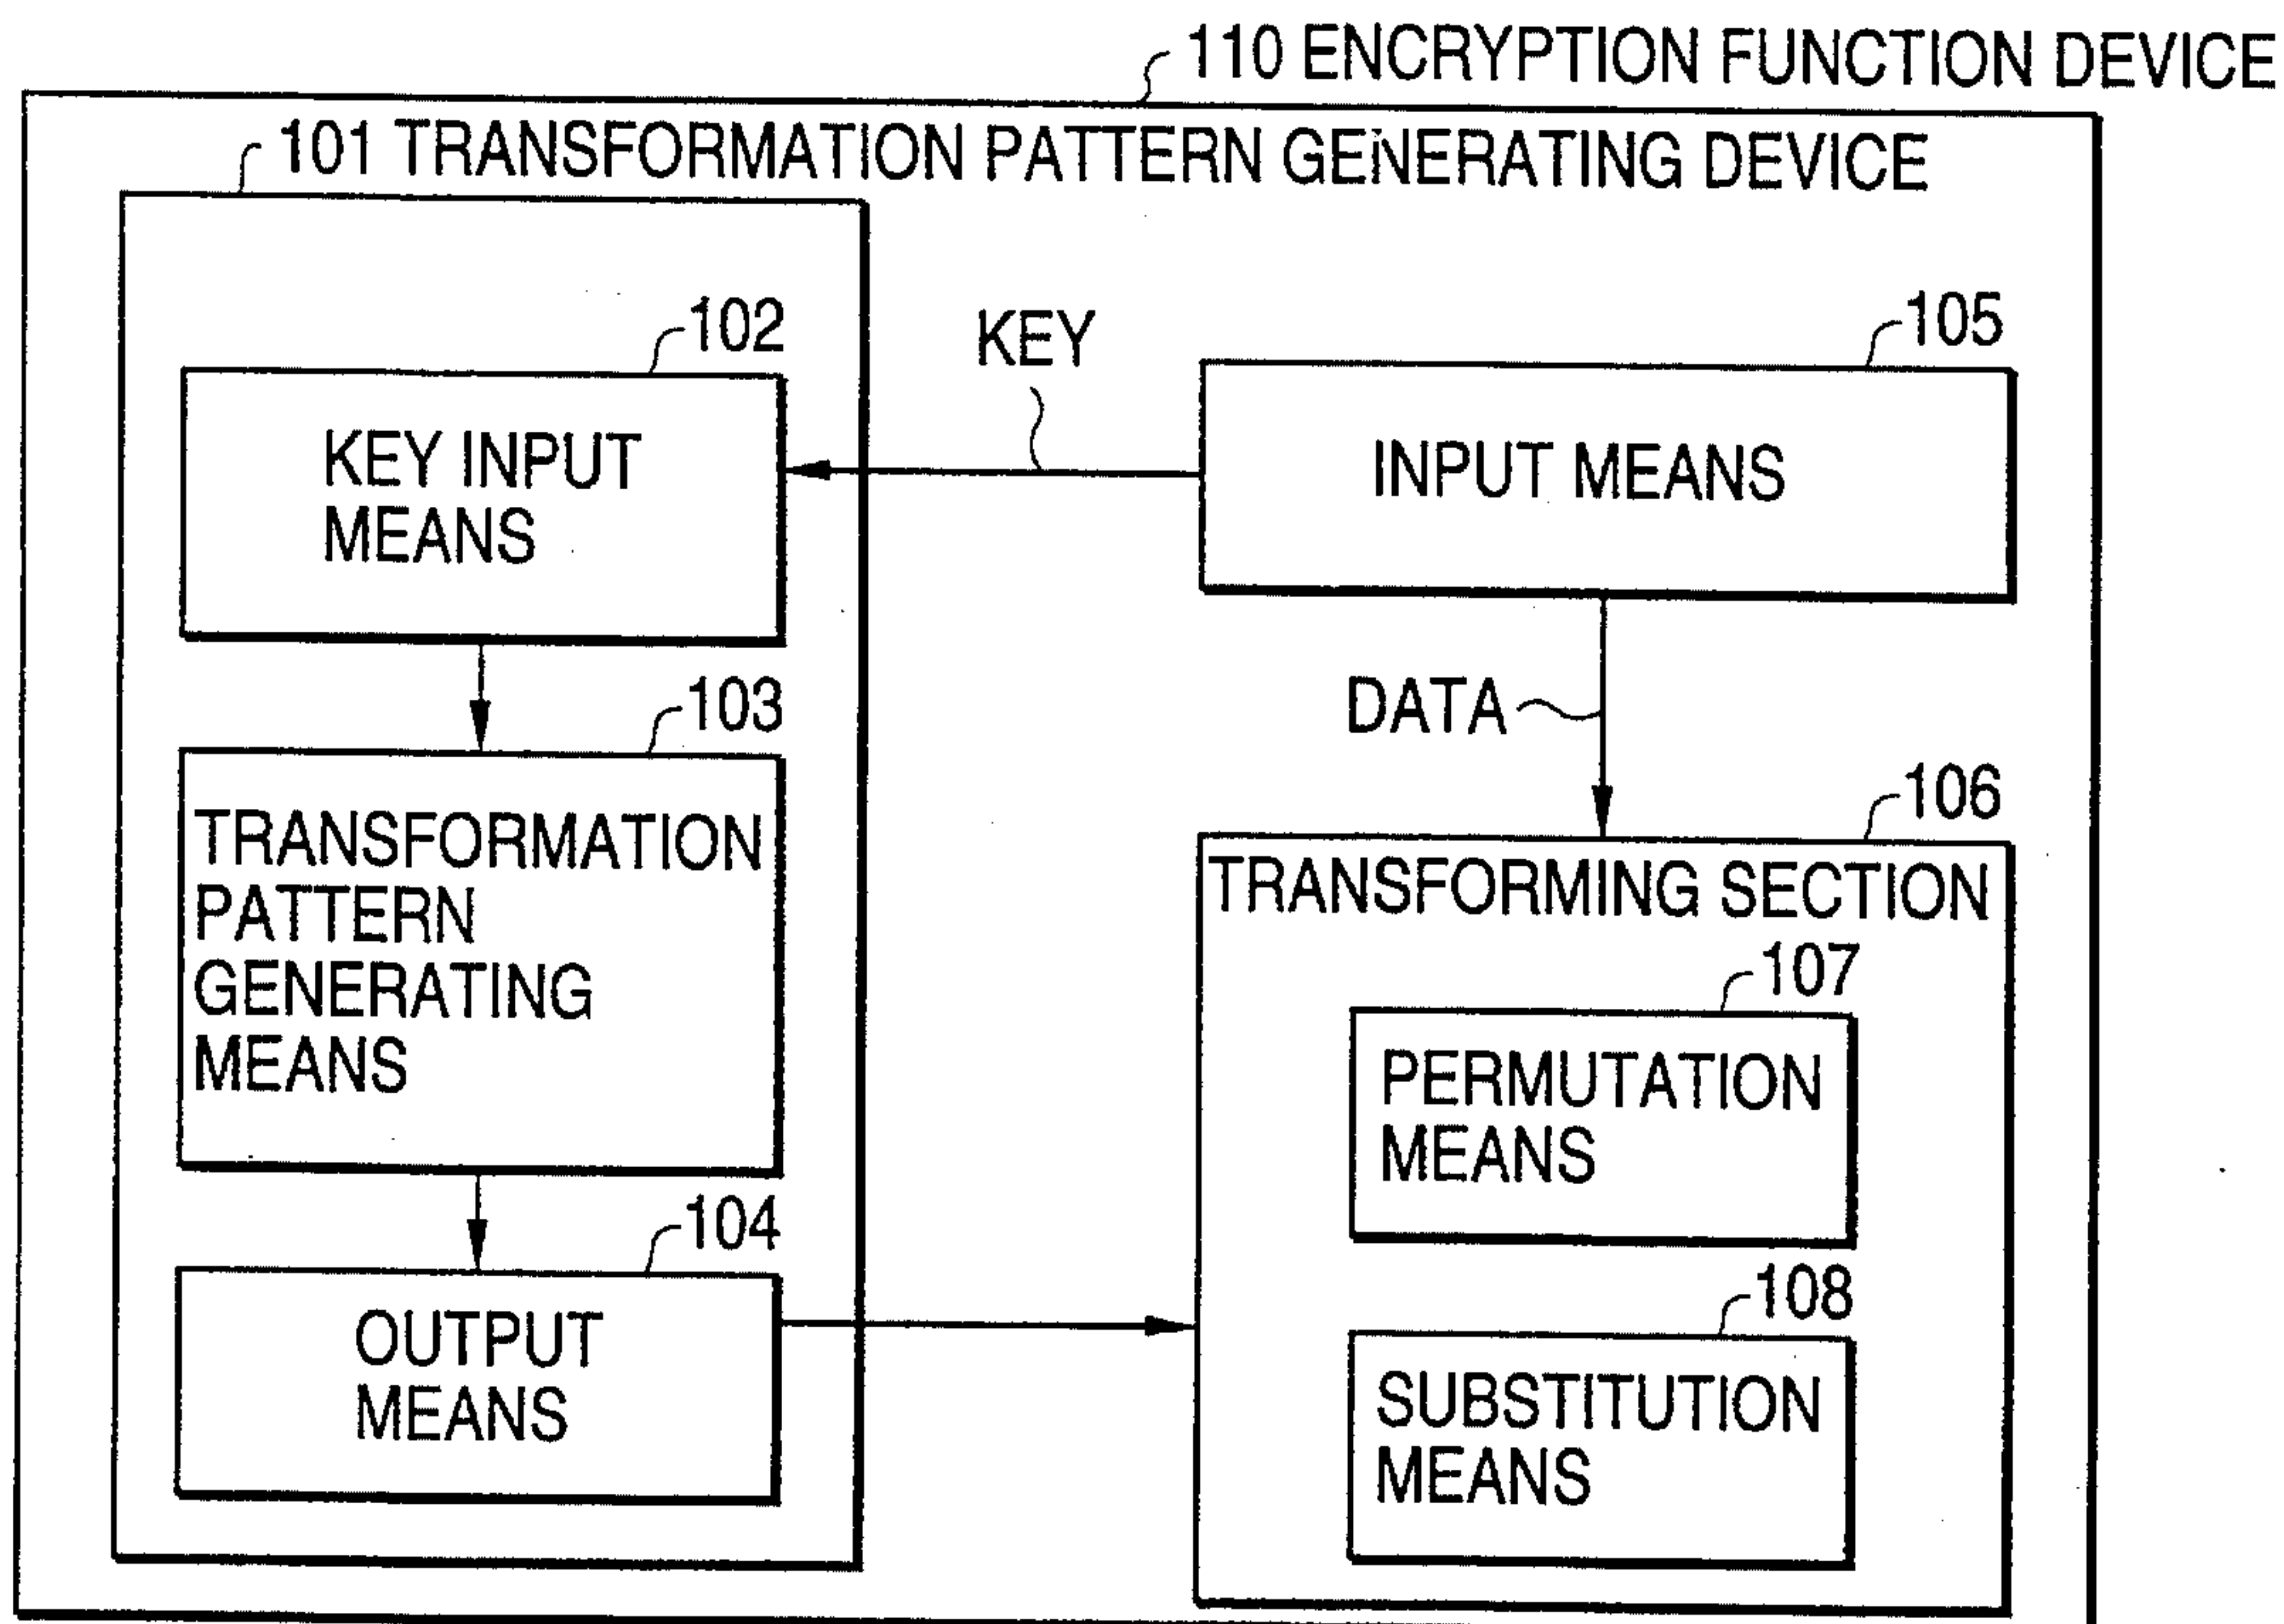 110 ENCRYPTION FUNCTION DEVICE
101 TRANSFORMATION PATTERN GENERATING DEVICE
102
KEY INPUT
MEANS
KEY
105
INPUT MEANS
103
TRANSFORMATION
PATTERN
GENERATING
MEANS
DATA
106
TRANSFORMING SECTION
107
PERMUTATION
MEANS
104
OUTPUT
MEANS
108
SUBSTITUTION
MEANS